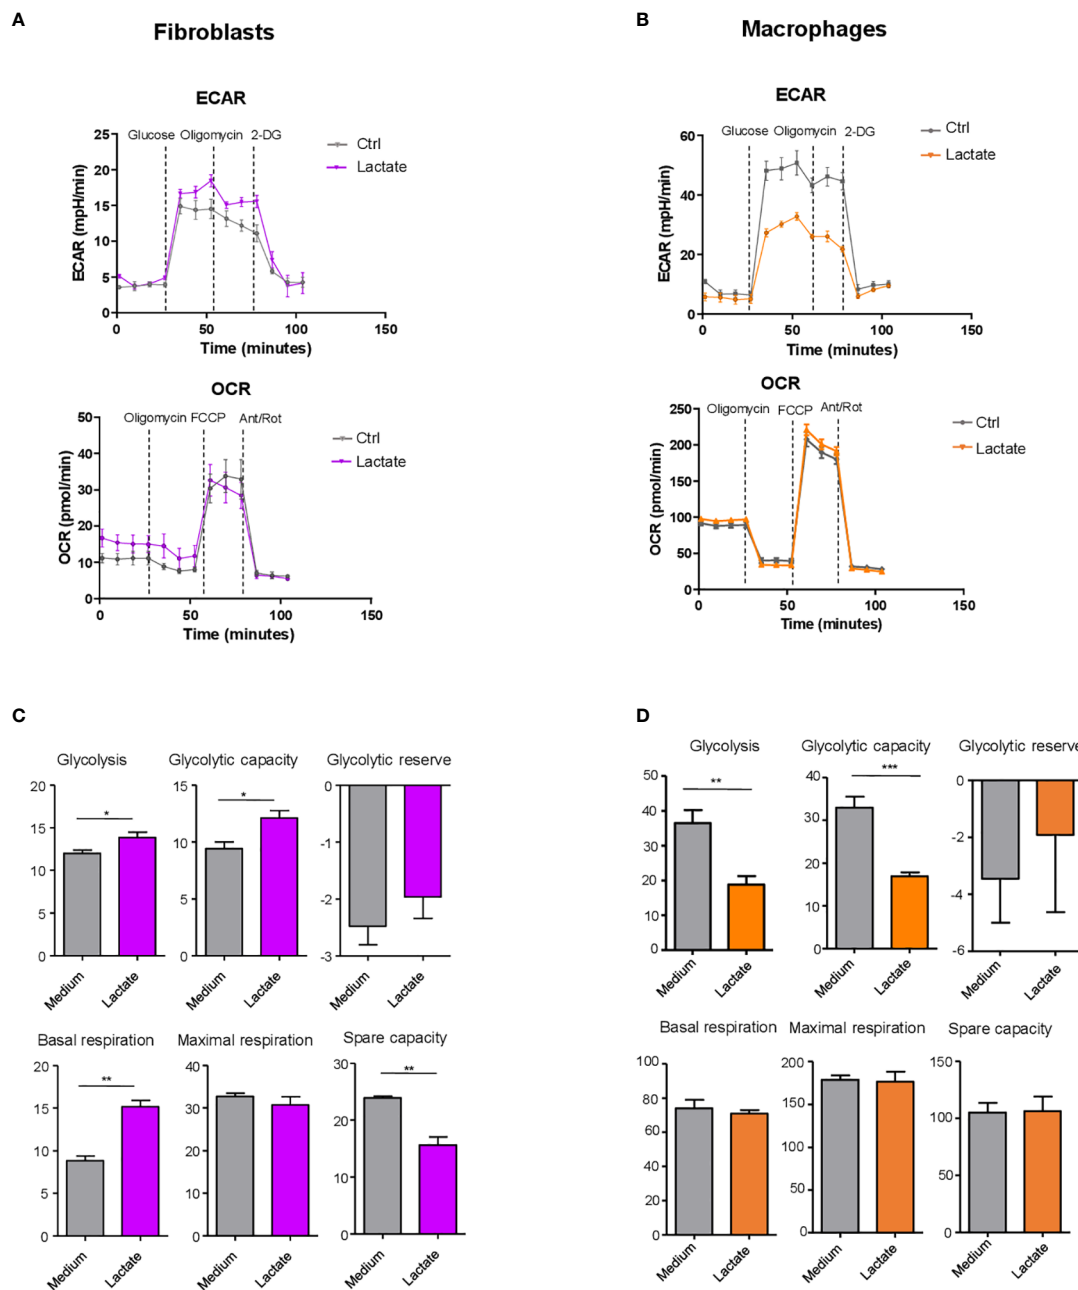 A
Fibroblasts
ECAR
Glucose Oligomycin 2-DG
25
20
15
10
5
0
ECAR (mpH/min)
0 50 100 150
Time (minutes)
Ctrl
Lactate
OCR
Oligomycin FCCP Ant/Rot
50
40
30
20
10
0
OCR (pmol/min)
0 50 100 150
Time (minutes)
Ctrl
Lactate
B
Macrophages
ECAR
Glucose Oligomycin 2-DG
60
40
20
0
ECAR (mpH/min)
0 50 100 150
Time (minutes)
Ctrl
Lactate
OCR
Oligomycin FCCP Ant/Rot
250
200
150
100
50
0
OCR (pmol/min)
0 50 100 150
Time (minutes)
Ctrl
Lactate
C
Glycolysis
20
15
10
5
0
*
Medium Lactate
Glycolytic capacity
15
10
5
0
*
Medium Lactate
Glycolytic reserve
0
-1
-2
-3
Medium Lactate
Basal respiration
20
15
10
5
0
**
Medium Lactate
Maximal respiration
40
30
20
10
0
Medium Lactate
Spare capacity
30
20
10
0
**
Medium Lactate
D
Glycolysis
50
40
30
20
10
0
**
Medium Lactate
Glycolytic capacity
40
30
20
10
0
***
Medium Lactate
Glycolytic reserve
0
-2
-4
-6
Medium Lactate
Basal respiration
100
80
60
40
20
0
Medium Lactate
Maximal respiration
200
150
200
50
0
Medium Lactate
Spare capacity
150
100
50
0
Medium Lactate